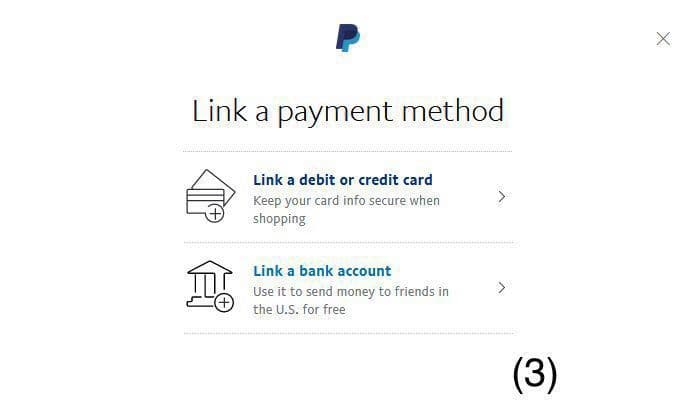 Link a payment method
Link a debit or credit card
Keep your card info secure when
shopping
Link a bank account
Use it to send money to friends in
the U.S. for free
(3)